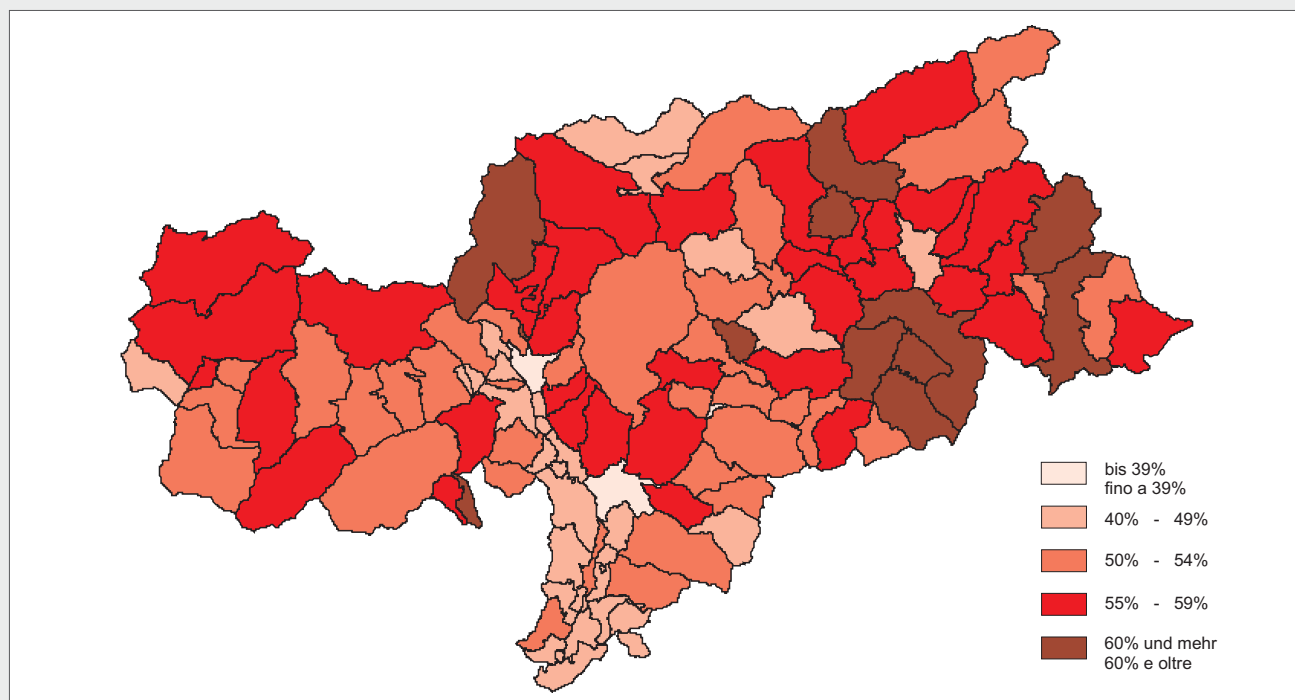 bis 39%
fino a 39%
40% - 49%
50% - 54%
55% - 59%
60% und mehr
60% e oltre